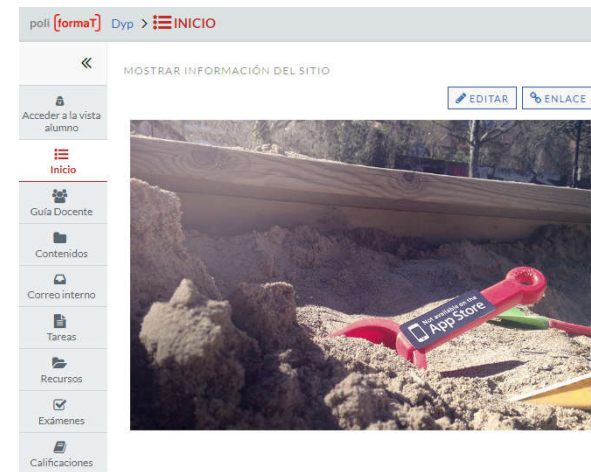 poli [formaT] Dyp > INICIO
MOSTRAR INFORMACIÓN DEL SITIO
EDITAR ENLACE
Acceder a la vista
alumno
Inicio
Guía Docente
Contenidos
Correo interno
Tareas
Recursos
Exámenes
Calificaciones
Not available on the
App Store